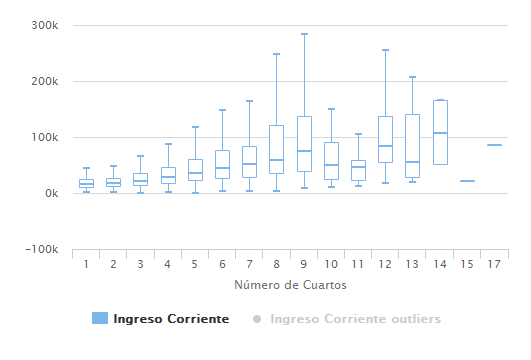 300k
200k
100k
0k
-100k
1 2 3 4 5 6 7 8 9 10 11 12 13 14 15 17
Número de Cuartos
Ingreso Corriente Ingreso Corriente outliers